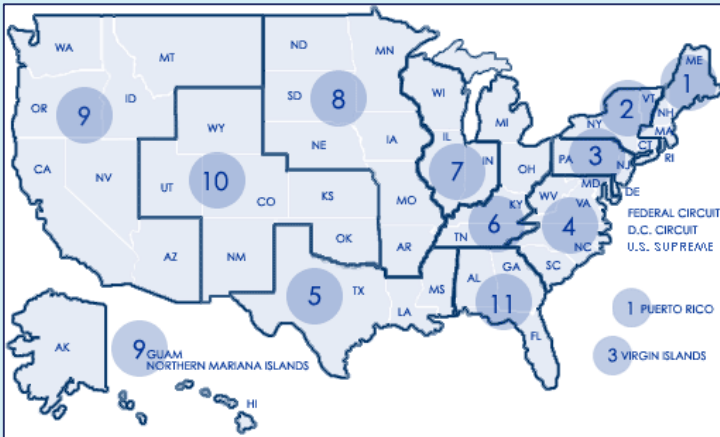 WA
MT
ND
MN
ME
1
OR
9
ID
SD
8
WI
MI
2
VT
NH
NY
MA
WY
NE
IA
IL
7
IN
OH
PA
3
CT
RI
NJ
CA
NV
UT
10
CO
KS
MO
KY
WV
MD
DE
VA
4
6
TN
NC
FEDERAL CIRCUIT
D.C. CIRCUIT
U.S. SUPREME
AZ
NM
OK
AR
SC
5
TX
LA
MS
AL
GA
11
FL
1 PUERTO RICO
AK
9 GUAM
NORTHERN MARIANA ISLANDS
3 VIRGIN ISLANDS
HI